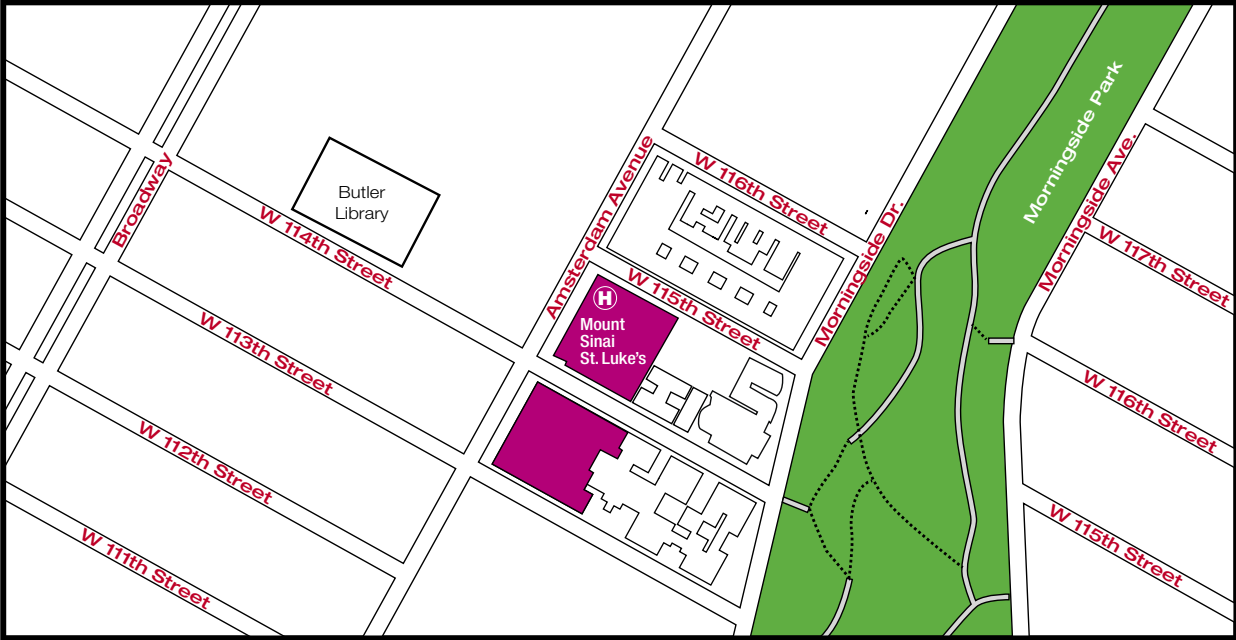 Broadway
Butler
Library
W 114th Street
W 113th Street
W 112th Street
W 111th Street
Amsterdam Avenue
W 116th Street
W 115th Street
H
Mount
Sinai
St. Luke's
Morningside Dr.
Morningside Park
Morningside Ave.
W 117th Street
W 116th Street
W 115th Street